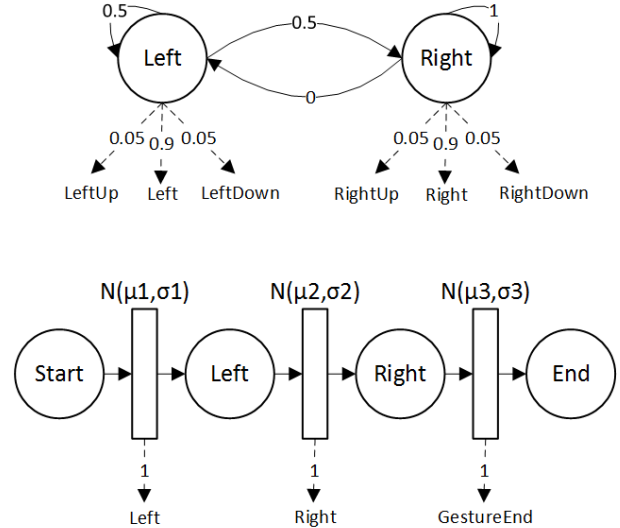 0.5
0.5
1
Left
Right
0
0.05
0.9
0.05
0.05
0.9
0.05
LeftUp
Left
LeftDown
RightUp
Right
RightDown
N(μ1,σ1)
N(μ2,σ2)
N(μ3,σ3)
Start
Left
Right
End
1
1
1
Left
Right
GestureEnd